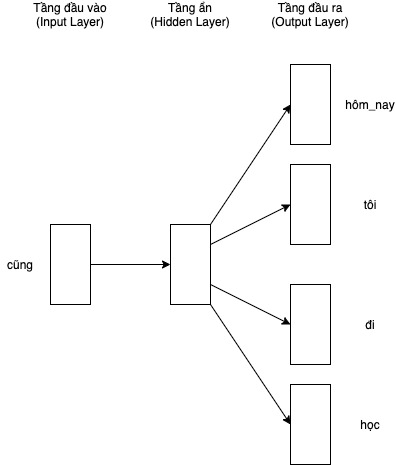 Tầng đầu vào
(Input Layer)
Tầng ẩn
(Hidden Layer)
Tầng đầu ra
(Output Layer)
hôm_nay
tôi
cũng
đi
học